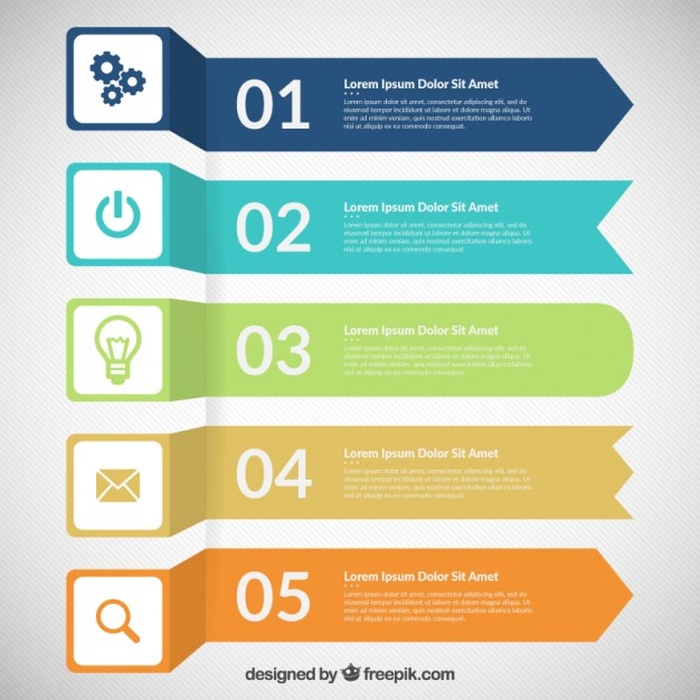 01
Lorem Ipsum Dolor Sit Amet
Lorem ipsum dolor sit amet, consectetur adipiscing elit, sed do
eiusmod tempor incididunt ut labore et dolore magna aliqua. Ut
enim ad minim veniam, quis nostrud exercitation ullamco laboris
nisi ut aliquip ex ea commodo consequat.
02
Lorem Ipsum Dolor Sit Amet
Lorem ipsum dolor sit amet, consectetur adipiscing elit, sed do
eiusmod tempor incididunt ut labore et dolore magna aliqua. Ut
enim ad minim veniam, quis nostrud exercitation ullamco laboris
nisi ut aliquip ex ea commodo consequat.
03
Lorem Ipsum Dolor Sit Amet
Lorem ipsum dolor sit amet, consectetur adipiscing elit, sed do
eiusmod tempor incididunt ut labore et dolore magna aliqua. Ut
enim ad minim veniam, quis nostrud exercitation ullamco laboris
nisi ut aliquip ex ea commodo consequat.
04
Lorem Ipsum Dolor Sit Amet
Lorem ipsum dolor sit amet, consectetur adipiscing elit, sed do
eiusmod tempor incididunt ut labore et dolore magna aliqua. Ut
enim ad minim veniam, quis nostrud exercitation ullamco laboris
nisi ut aliquip ex ea commodo consequat.
05
Lorem Ipsum Dolor Sit Amet
Lorem ipsum dolor sit amet, consectetur adipiscing elit, sed do
eiusmod tempor incididunt ut labore et dolore magna aliqua. Ut
enim ad minim veniam, quis nostrud exercitation ullamco laboris
nisi ut aliquip ex ea commodo consequat.
designed by freepik.com